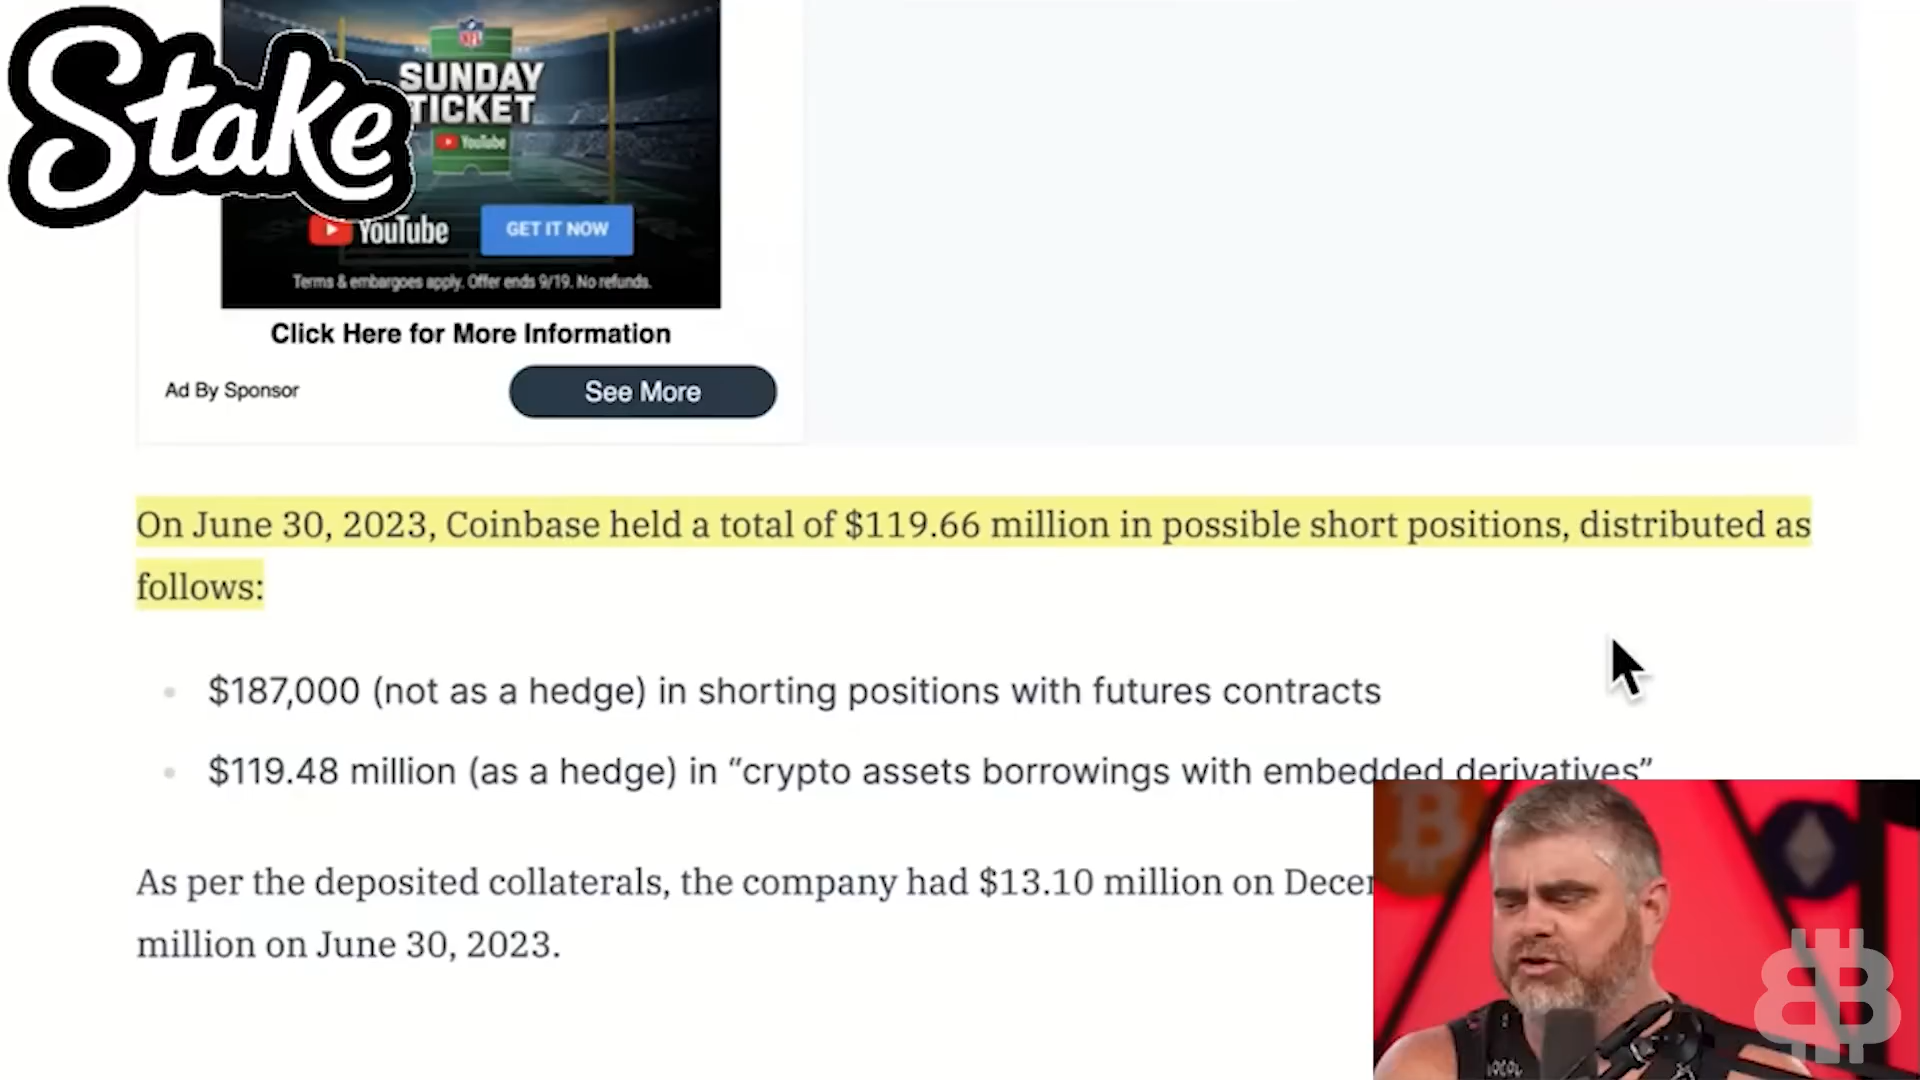 Stake
NFL
SUNDAY
TICKET
YouTube
YouTube
GET IT NOW
Terms & embargoes apply. Offer ends 9/19. No refunds.
Click Here for More Information
Ad By Sponsor
See More
On June 30, 2023, Coinbase held a total of $119.66 million in possible short positions, distributed as
follows:
$187,000 (not as a hedge) in shorting positions with futures contracts
$119.48 million (as a hedge) in “crypto assets borrowings with embedded derivatives”
As per the deposited collaterals, the company had $13.10 million on
million on June 30, 2023.